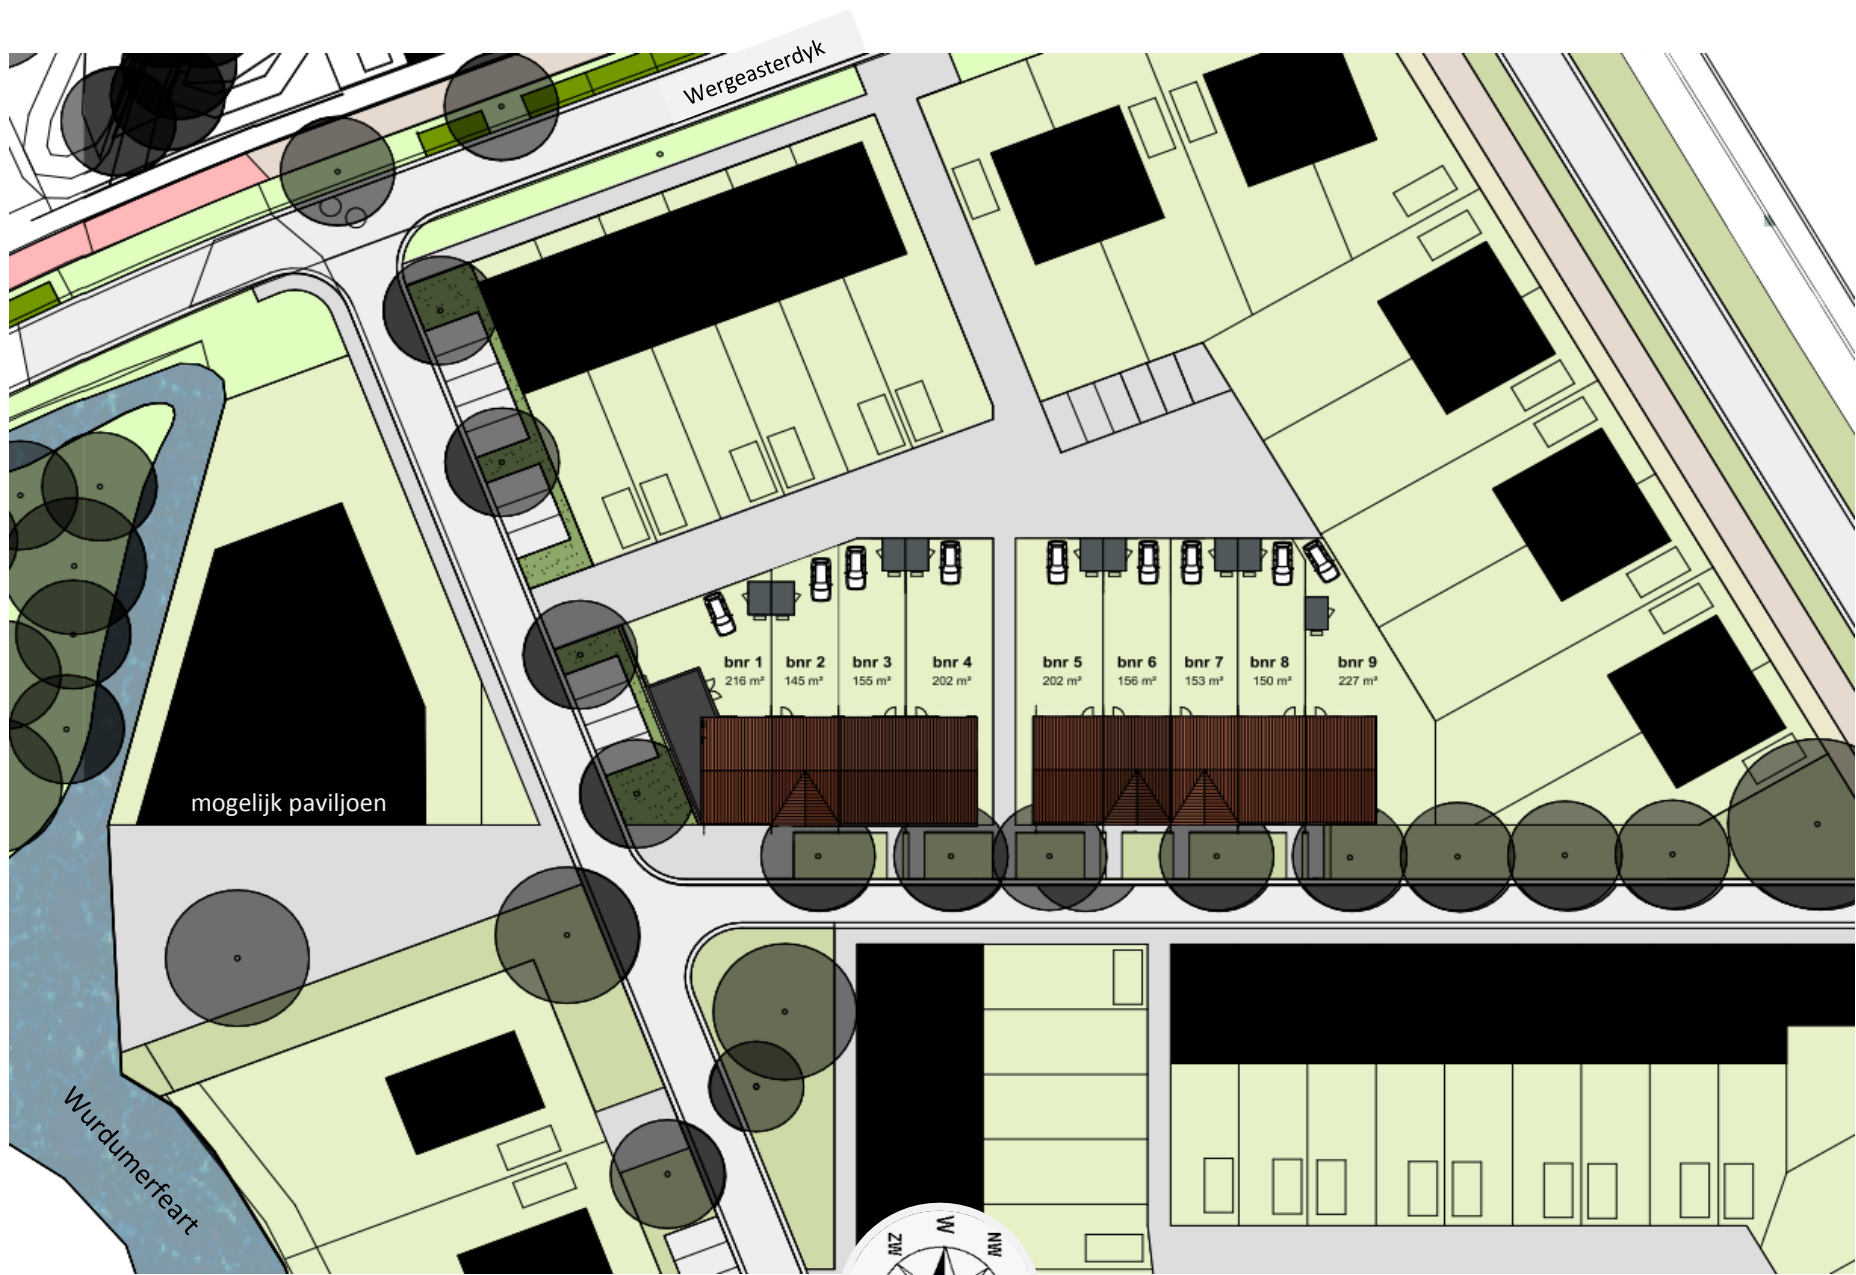 Wergeasterdyk
bnr 1
216 m²
bnr 2
145 m²
bnr 3
155 m²
bnr 4
202 m²
bnr 5
202 m²
bnr 6
156 m²
bnr 7
153 m²
bnr 8
150 m²
bnr 9
227 m²
mogelijk paviljoen
Wurdumerfeart
W
ZW
NW